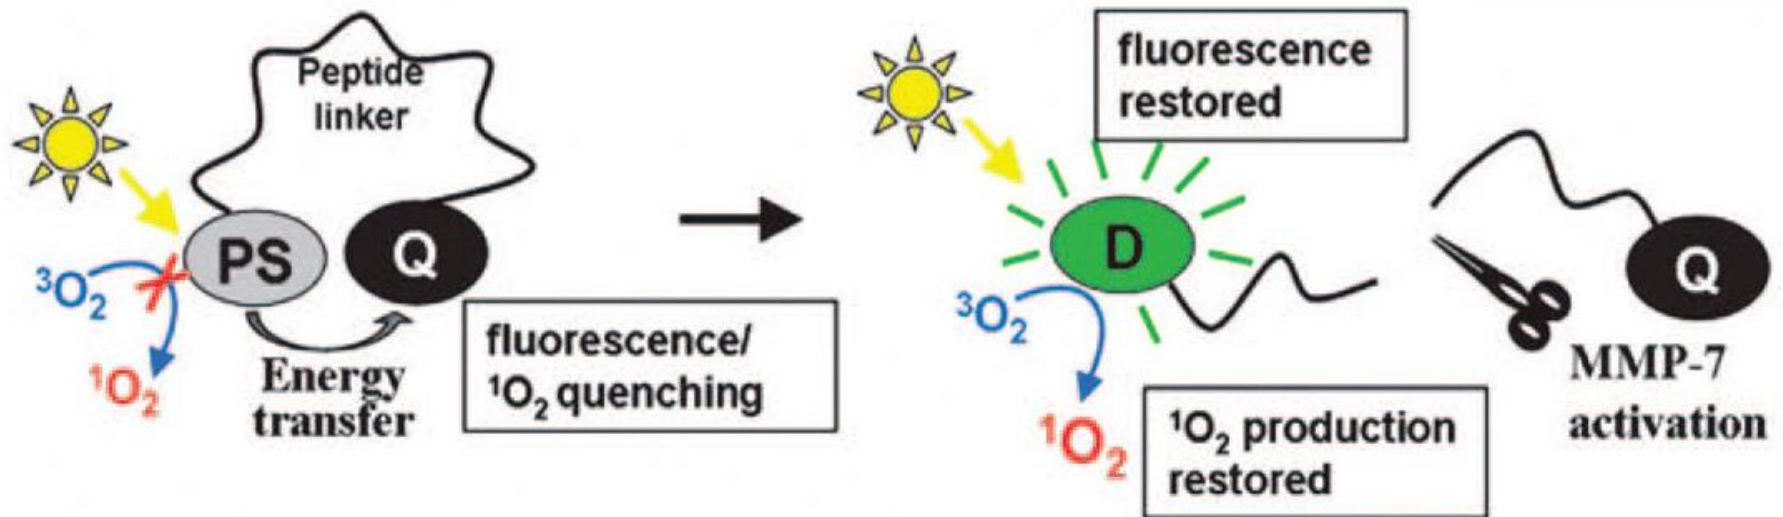 Peptide
linker
PS
Q
³O₂
¹O₂
Energy
transfer
fluorescence/
¹O₂ quenching
fluorescence
restored
D
³O₂
¹O₂
¹O₂ production
restored
Q
MMP-7
activation